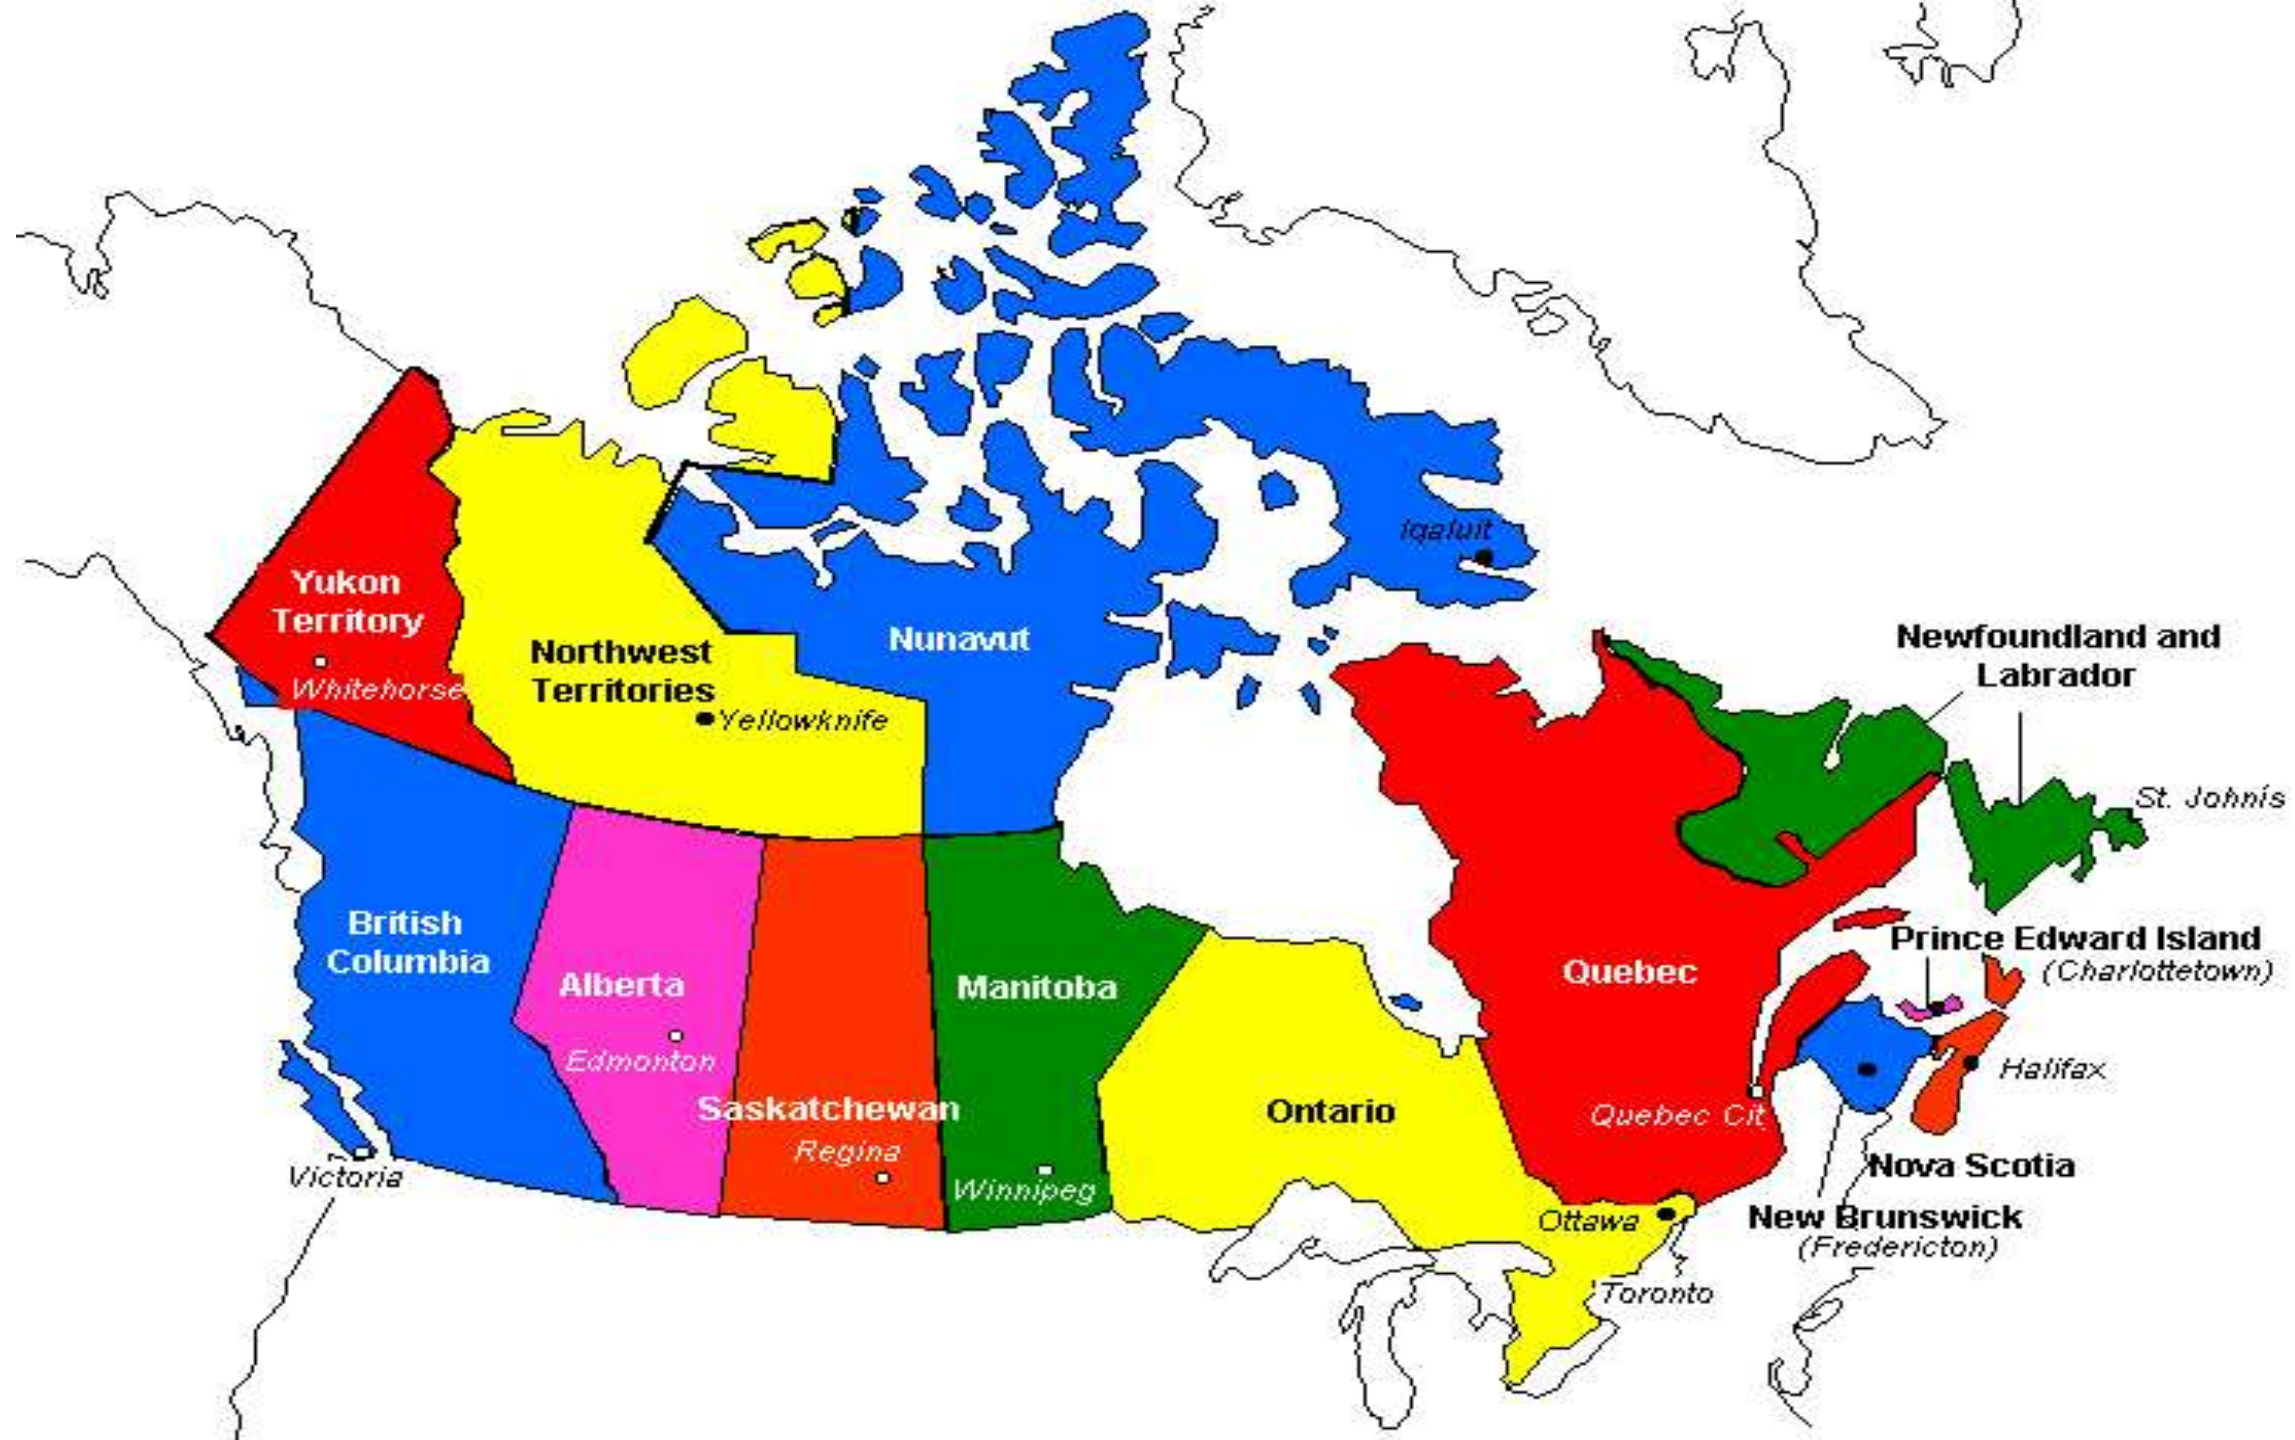 Iqaluit
Yukon
Territory
Whitehorse
Northwest
Territories
Yellowknife
Nunavut
Newfoundland and
Labrador
St. Johnis
British
Columbia
Alberta
Edmonton
Saskatchewan
Regina
Manitoba
Winnipeg
Ontario
Quebec
Quebec Cit
Prince Edward Island
(Charlottetown)
Halifax
Nova Scotia
Victoria
Ottawa
New Brunswick
(Fredericton)
Toronto